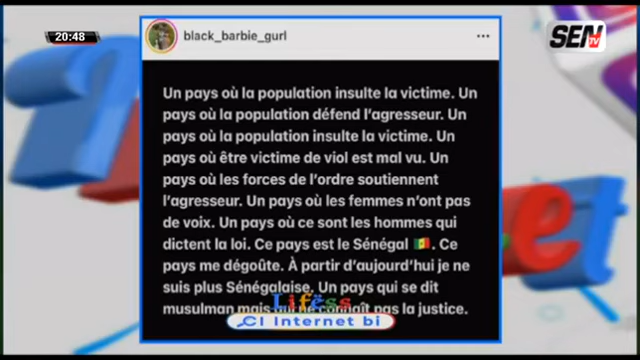 20:48
black_barbie_gurl
SEN
TV
Un pays où la population insulte la victime. Un
pays où la population défend l'agresseur. Un
pays où la population insulte la victime. Un
pays où être victime de viol est mal vu. Un
pays où les forces de l'ordre soutiennent
l'agresseur. Un pays où les femmes n'ont pas
de voix. Un pays où ce sont les hommes qui
dictent la loi. Ce pays est le Sénégal 🇸🇳. Ce
pays me dégoûte. À partir d'aujourd'hui je ne
suis plus Sénégalaise. Un pays qui se dit
musulman mais qui ne connaît pas la justice.
Lifëss
CI Internet bi